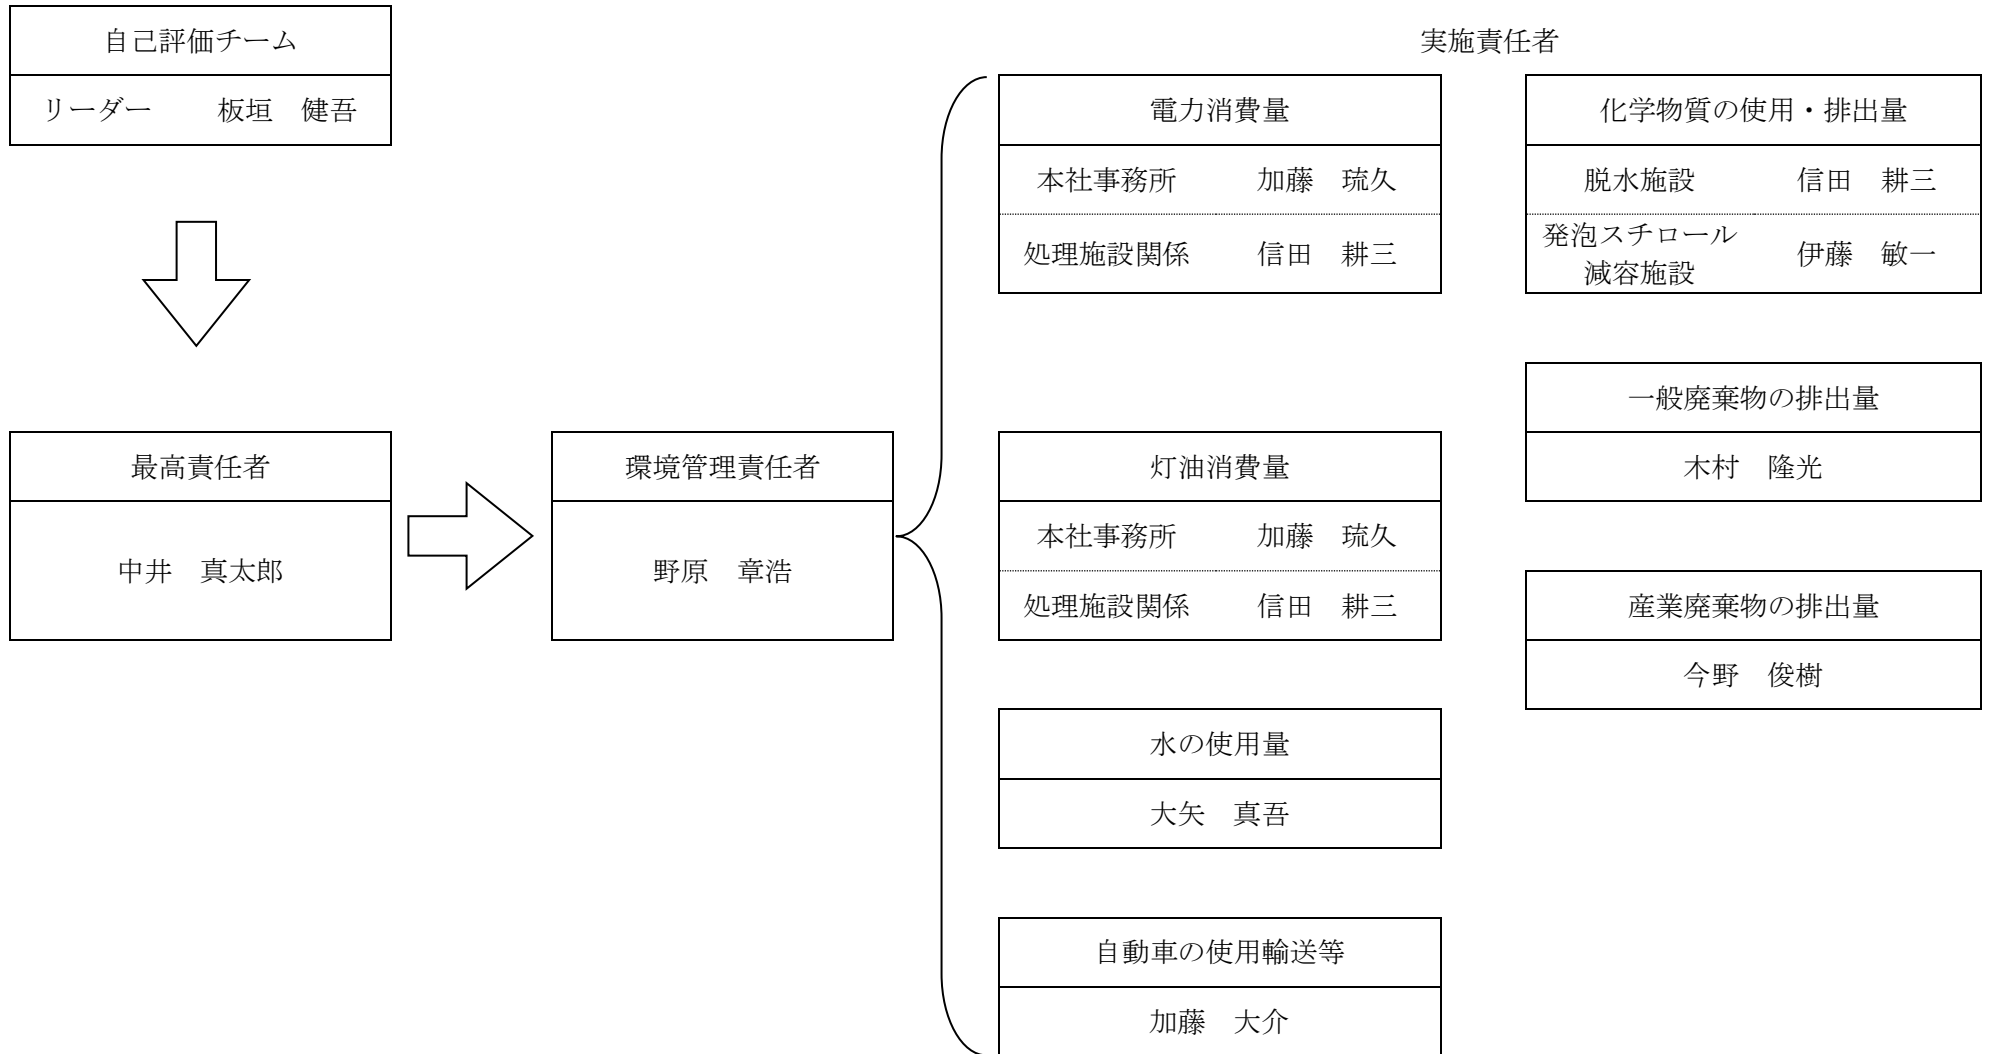 自己評価チーム
リーダー　板垣　健吾
最高責任者
中井　真太郎
環境管理責任者
野原　章浩
実施責任者
電力消費量
本社事務所　加藤　琉久
処理施設関係　信田　耕三
灯油消費量
本社事務所　加藤　琉久
処理施設関係　信田　耕三
水の使用量
大矢　真吾
自動車の使用輸送等
加藤　大介
化学物質の使用・排出量
脱水施設　信田　耕三
発泡スチロール
減容施設　伊藤　敏一
一般廃棄物の排出量
木村　隆光
産業廃棄物の排出量
今野　俊樹